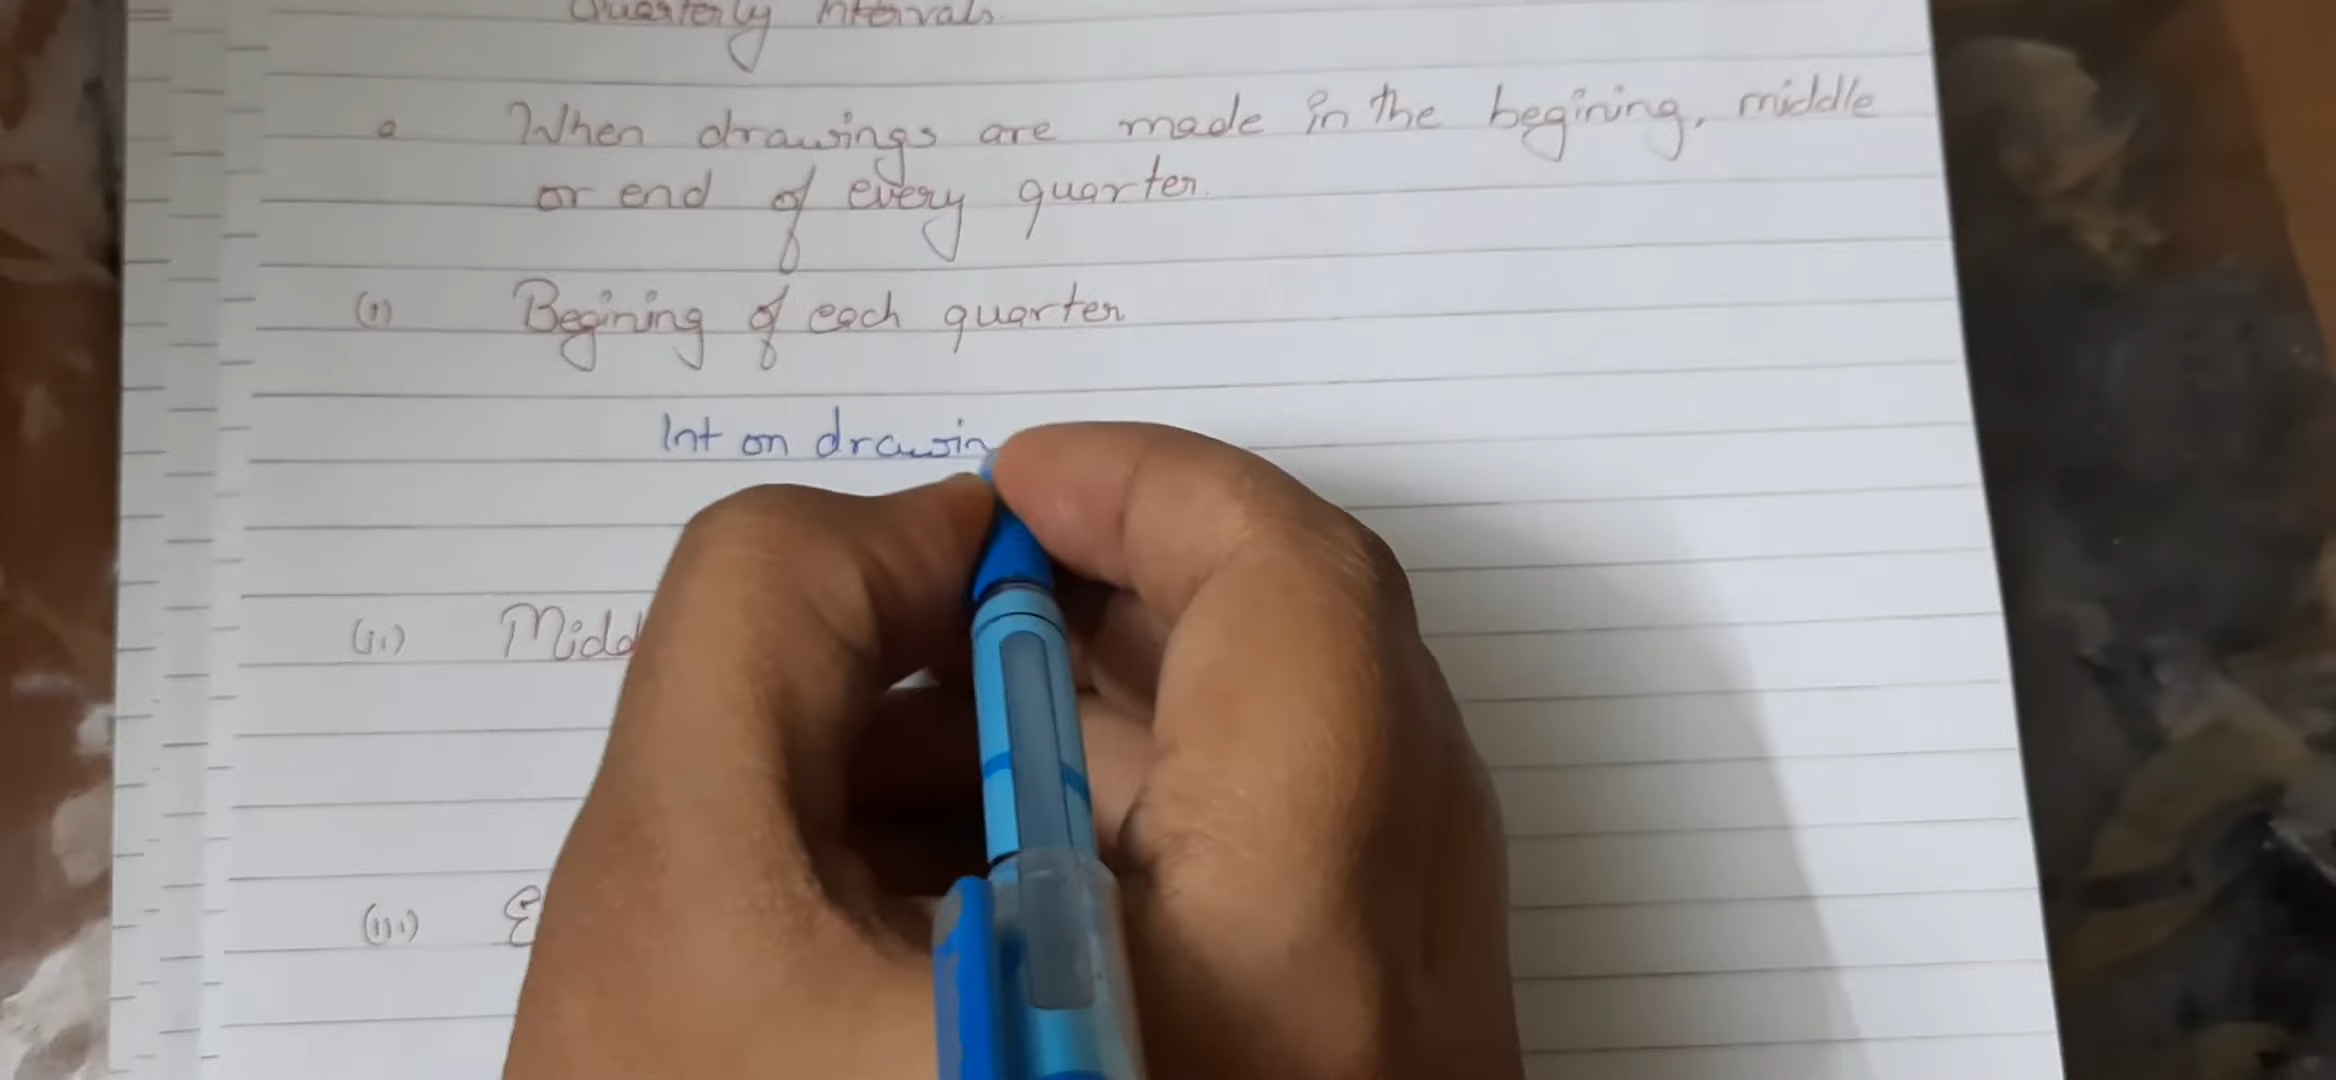 Quarterly Intervals
When drawings are made in the begining, middle
or end of every quarter.
(i) Begining of each quarter
Int on drawin
(ii) Midd
(iii) E